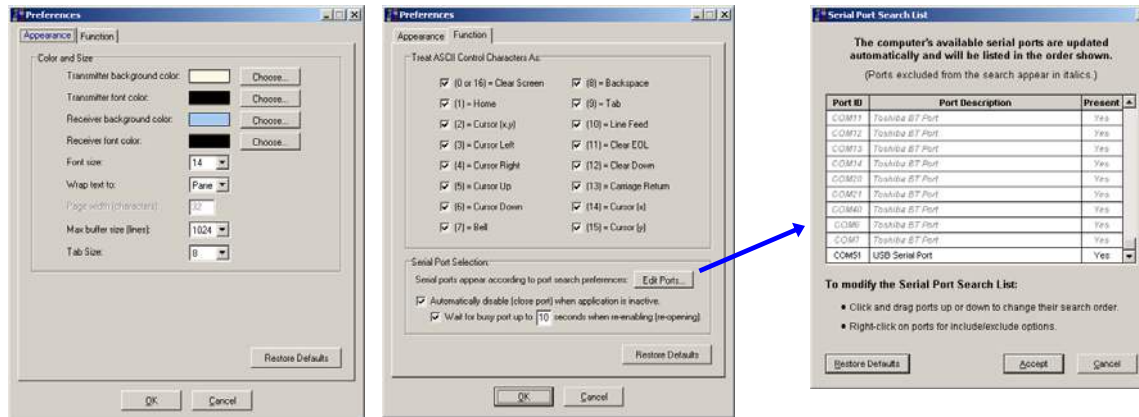 Preferences
Appearance Function
Color and Size
Transmitter background color: Choose...
Transmitter font color: Choose...
Receiver background color: Choose...
Receiver font color: Choose...
Font size: 14
Wrap text to: Pane
Page width (characters): 32
Max buffer size (lines): 1024
Tab Size: 8
Restore Defaults
OK Cancel
Preferences
Appearance Function
Treat ASCII Control Characters As:
(0 or 16) = Clear Screen (8) = Backspace
(1) = Home (9) = Tab
(2) = Cursor (x,y) (10) = Line Feed
(3) = Cursor Left (11) = Clear EOL
(4) = Cursor Right (12) = Clear Down
(5) = Cursor Up (13) = Carriage Return
(6) = Cursor Down (14) = Cursor (x)
(7) = Bell (15) = Cursor (y)
Serial Port Selection:
Serial ports appear according to port search preferences: Edit Ports...
Automatically disable (close port) when application is inactive.
Wait for busy port up to 10 seconds when re-enabling (re-opening)
Restore Defaults
OK Cancel
Serial Port Search List
The computer's available serial ports are updated
automatically and will be listed in the order shown.
(Ports excluded from the search appear in italics.)
Port ID Port Description Present
COM11 Toshiba BT Port Yes
COM12 Toshiba BT Port Yes
COM13 Toshiba BT Port Yes
COM14 Toshiba BT Port Yes
COM20 Toshiba BT Port Yes
COM21 Toshiba BT Port Yes
COM40 Toshiba BT Port Yes
COM6 Toshiba BT Port Yes
COM7 Toshiba BT Port Yes
COM51 USB Serial Port Yes
To modify the Serial Port Search List:
• Click and drag ports up or down to change their search order.
• Right-click on ports for include/exclude options.
Restore Defaults Accept Cancel